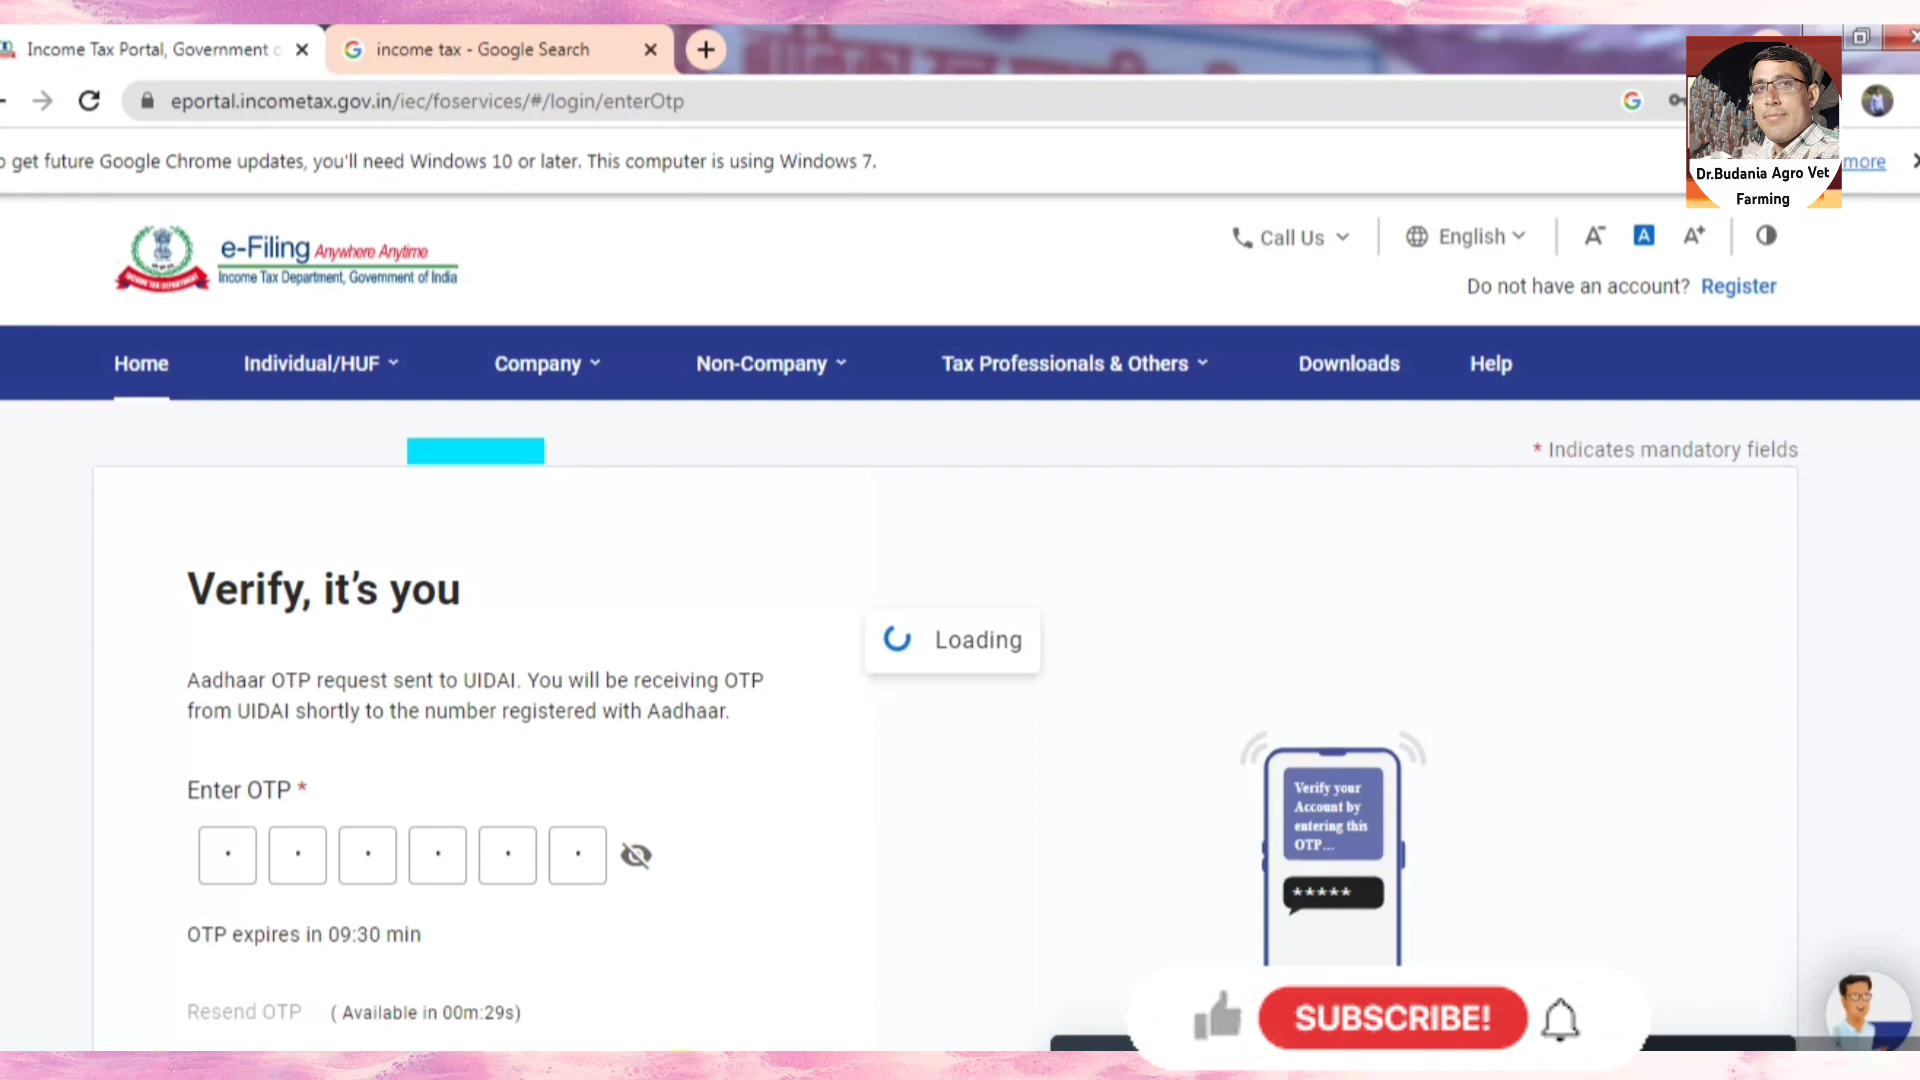 Income Tax Portal, Government o
income tax - Google Search
eportal.incometax.gov.in/iec/foservices/#/login/enterOtp
get future Google Chrome updates, you'll need Windows 10 or later. This computer is using Windows 7.
more
Dr.Budania Agro Vet
Farming
e-Filing Anywhere Anytime
Income Tax Department, Government of India
Call Us
English
A-
A
A+
Do not have an account? Register
Home
Individual/HUF
Company
Non-Company
Tax Professionals & Others
Downloads
Help
* Indicates mandatory fields
Verify, it's you
Loading
Aadhaar OTP request sent to UIDAI. You will be receiving OTP
from UIDAI shortly to the number registered with Aadhaar.
Enter OTP *
OTP expires in 09:30 min
Resend OTP ( Available in 00m:29s)
Verify your
Account by
entering this
OTP...
*****
SUBSCRIBE!